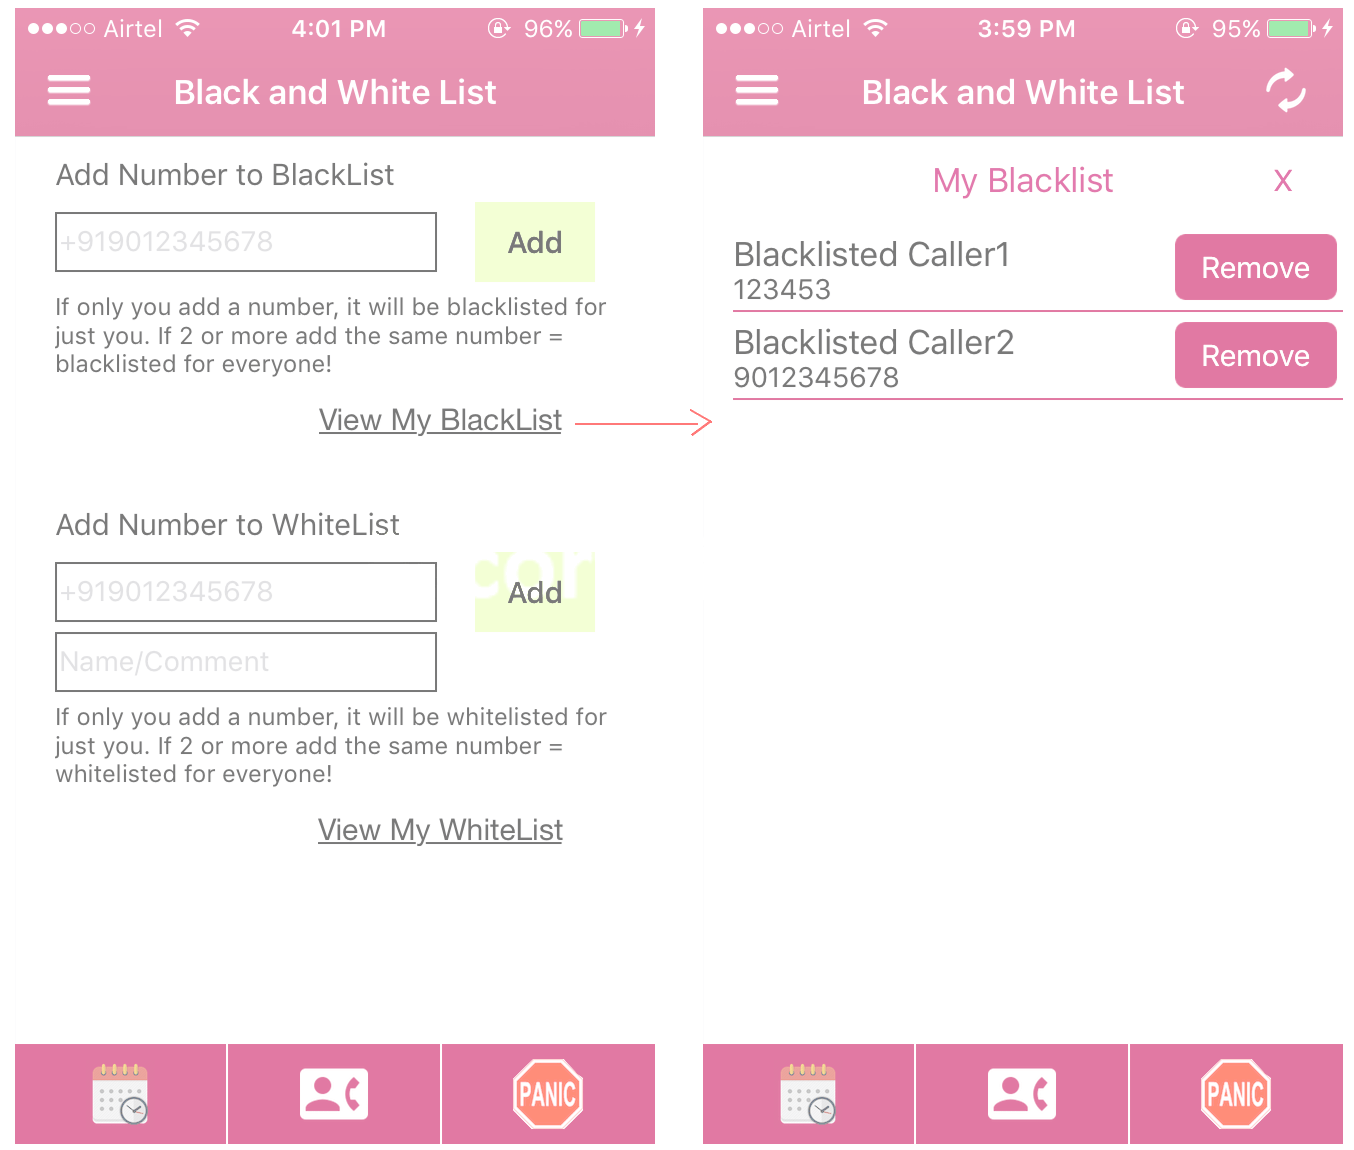 Airtel 4:01 PM 96%
Black and White List
Add Number to BlackList
+919012345678
Add
If only you add a number, it will be blacklisted for
just you. If 2 or more add the same number =
blacklisted for everyone!
View My BlackList
Add Number to WhiteList
+919012345678
Add
Name/Comment
If only you add a number, it will be whitelisted for
just you. If 2 or more add the same number =
whitelisted for everyone!
View My WhiteList
PANIC
Airtel 3:59 PM 95%
Black and White List
My Blacklist X
Blacklisted Caller1
123453
Remove
Blacklisted Caller2
9012345678
Remove
PANIC